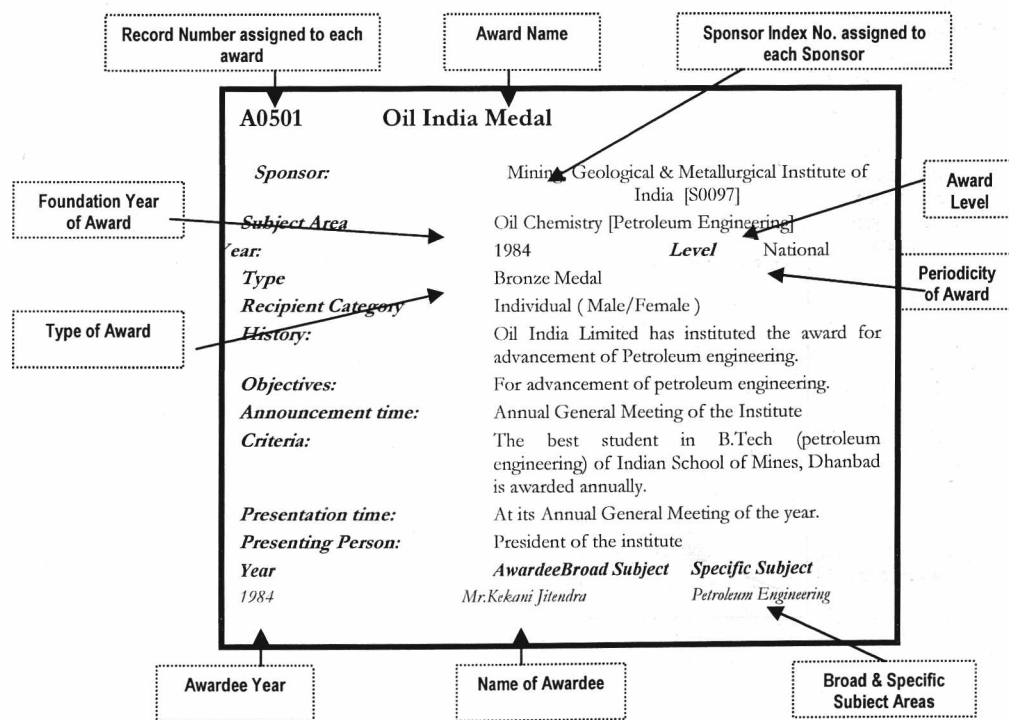 Record Number assigned to each
award
Award Name
Sponsor Index No. assigned to
each Sponsor
A0501 Oil India Medal
Sponsor: Mining, Geological & Metallurgical Institute of
India [S0097]
Foundation Year
of Award
Award
Level
Subject Area Oil Chemistry [Petroleum Engineering]
Year: 1984 Level National
Type Bronze Medal
Periodicity
of Award
Recipient Category Individual ( Male/Female )
Type of Award
History: Oil India Limited has instituted the award for
advancement of Petroleum engineering.
Objectives: For advancement of petroleum engineering.
Announcement time: Annual General Meeting of the Institute
Criteria: The best student in B.Tech (petroleum
engineering) of Indian School of Mines, Dhanbad
is awarded annually.
Presentation time: At its Annual General Meeting of the year.
Presenting Person: President of the institute
Year AwardeeBroad Subject Specific Subject
1984 Mr.Kekani Jitendra Petroleum Engineering
Awardee Year
Name of Awardee
Broad & Specific
Subject Areas